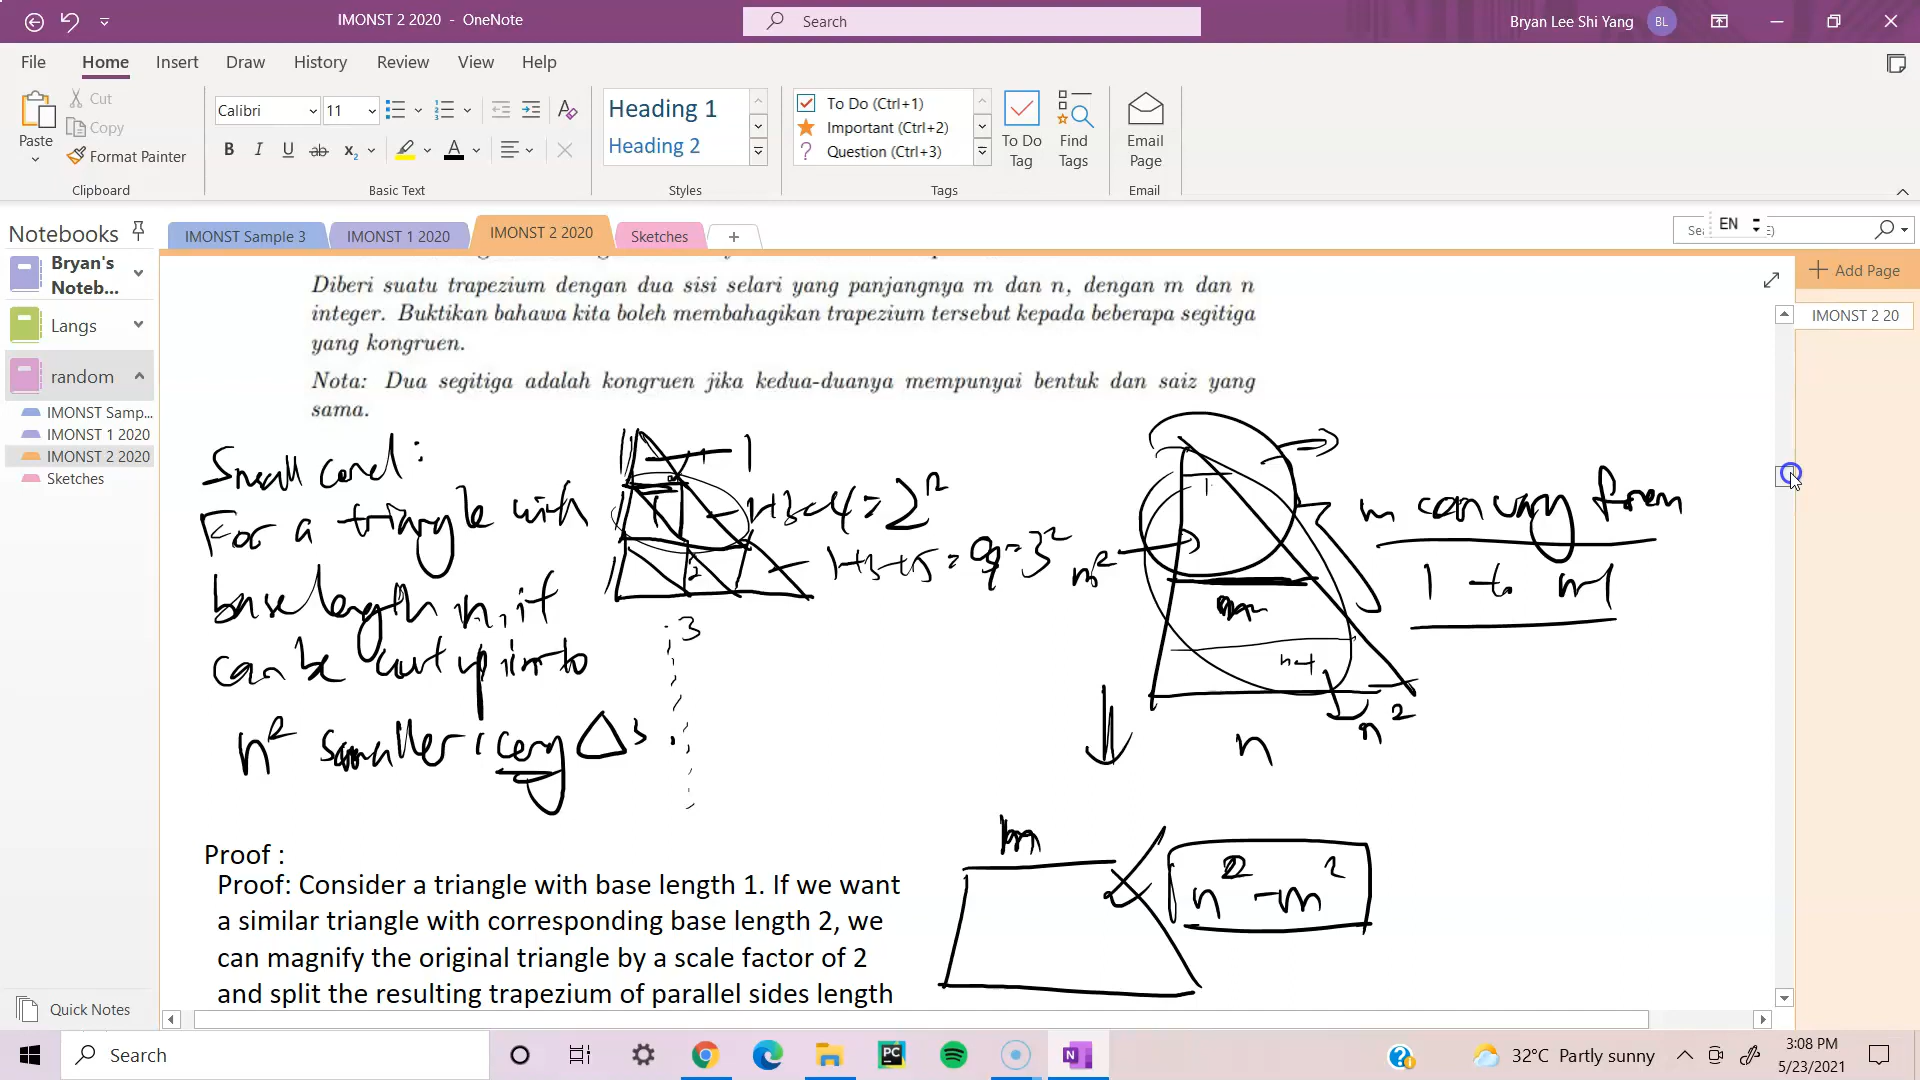 IMONST 2 2020 - OneNote
Search
Bryan Lee Shi Yang
BL
File Home Insert Draw History Review View Help
Paste
Cut
Copy
Format Painter
Clipboard
Calibri 11
B I U ab x2 A
Basic Text
Heading 1
Heading 2
Styles
To Do (Ctrl+1)
Important (Ctrl+2)
Question (Ctrl+3)
Tags
To Do Tag
Find Tags
Email Page
Email
Notebooks
Bryan's Noteb...
Langs
random
IMONST Samp...
IMONST 1 2020
IMONST 2 2020
Sketches
Quick Notes
IMONST Sample 3
IMONST 1 2020
IMONST 2 2020
Sketches
EN
Add Page
IMONST 2 20
Diberi suatu trapezium dengan dua sisi selari yang panjangnya m dan n, dengan m dan n
integer. Buktikan bahawa kita boleh membahagikan trapezium tersebut kepada beberapa segitiga
yang kongruen.
Nota: Dua segitiga adalah kongruen jika kedua-duanya mempunyai bentuk dan saiz yang
sama.
For a triangle with
base length n, it
can be cut up into
n² smaller cong Δs
1
1+3=4=2²
1+3+5=9=3²
3
m²
n-1
n²
n
m can vary from
n²-m²
Proof :
Proof: Consider a triangle with base length 1. If we want
a similar triangle with corresponding base length 2, we
can magnify the original triangle by a scale factor of 2
and split the resulting trapezium of parallel sides length
Search
32°C Partly sunny
3:08 PM
5/23/2021